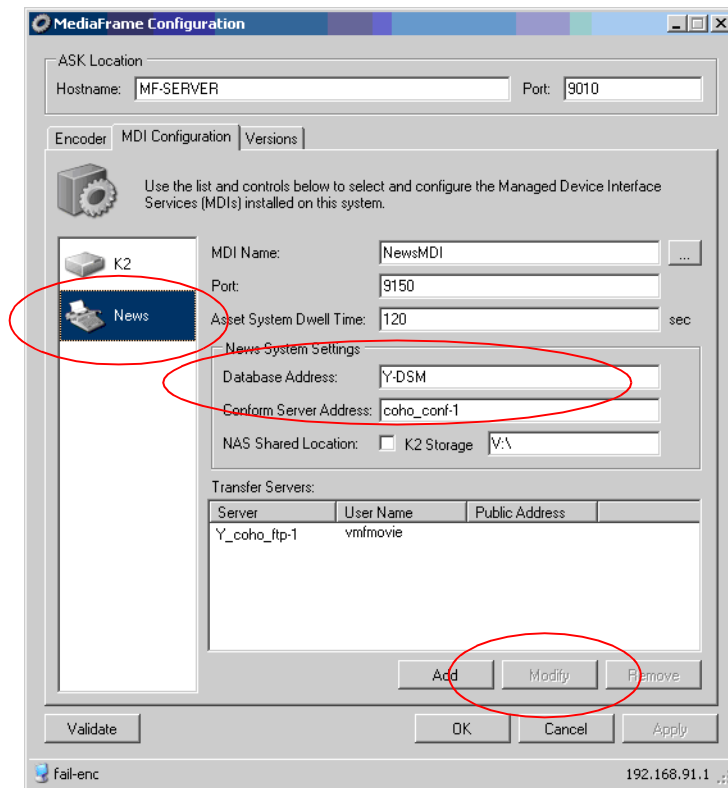 MediaFrame Configuration
ASK Location
Hostname: MF-SERVER Port: 9010
Encoder MDI Configuration Versions
Use the list and controls below to select and configure the Managed Device Interface
Services (MDIs) installed on this system.
K2
News
MDI Name: NewsMDI ...
Port: 9150
Asset System Dwell Time: 120 sec
News System Settings
Database Address: Y-DSM
Conform Server Address: coho_conf-1
NAS Shared Location: K2 Storage V:\
Transfer Servers:
Server User Name Public Address
Y_coho_ftp-1 vmfmovie
Add Modify Remove
Validate OK Cancel Apply
fail-enc 192.168.91.1